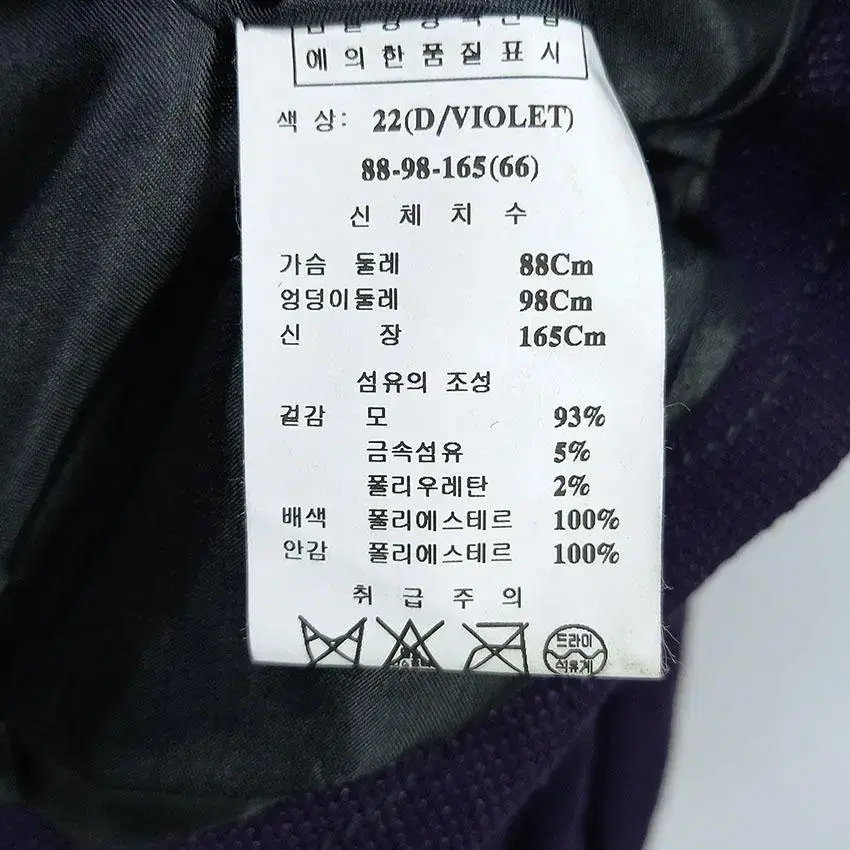 에 의한 품질 표시
색 상: 22(D/VIOLET)
88-98-165(66)
신 체 치 수
가슴 둘레 88Cm
엉덩이둘레 98Cm
신 장 165Cm
섬유의 조성
겉감 모 93%
금속섬유 5%
폴리우레탄 2%
배색 폴리에스테르 100%
안감 폴리에스테르 100%
취 급 주 의
드라이
석유계